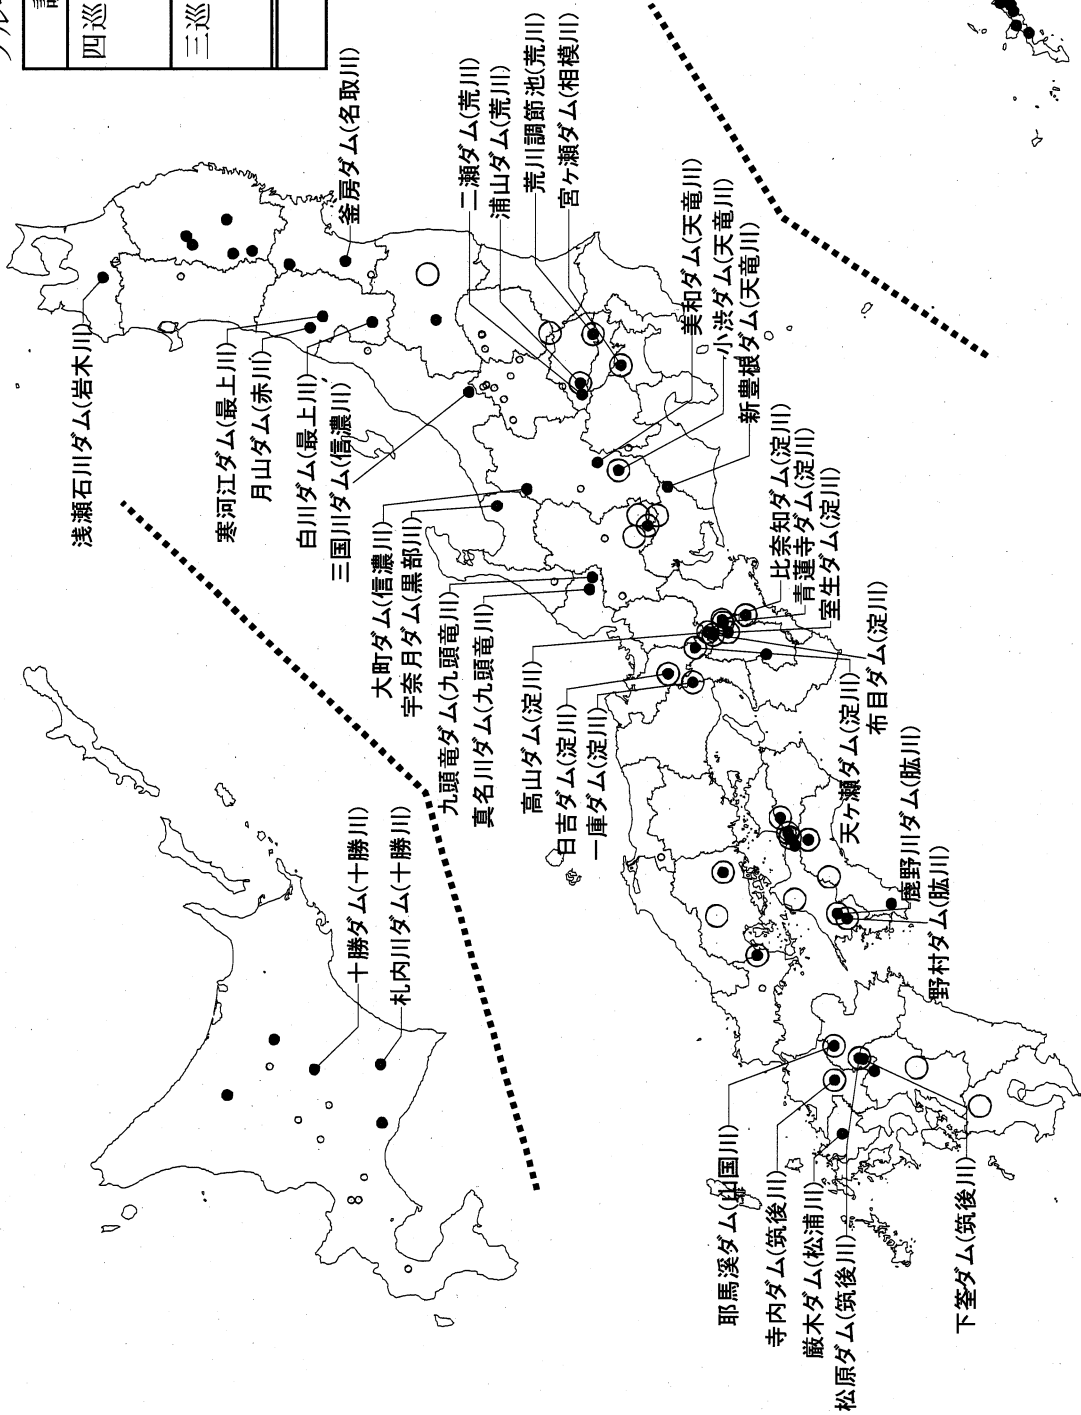 四巡
三巡
浅瀬石川ダム(岩木川)
寒河江ダム(最上川)
月山ダム(赤川)
白川ダム(最上川)
三国川ダム(信濃川)
大町ダム(信濃川)
宇奈月ダム(黒部川)
九頭竜ダム(九頭竜川)
真名川ダム(九頭竜川)
高山ダム(淀川)
日吉ダム(淀川)
一庫ダム(淀川)
十勝ダム(十勝川)
札内川ダム(十勝川)
釜房ダム(名取川)
二瀬ダム(荒川)
浦山ダム(荒川)
荒川調節池(荒川)
宮ヶ瀬ダム(相模川)
美和ダム(天竜川)
小渋ダム(天竜川)
新豊根ダム(天竜川)
比奈知ダム(淀川)
青蓮寺ダム(淀川)
室生ダム(淀川)
布目ダム(淀川)
天ヶ瀬ダム(淀川)
鹿野川ダム(肱川)
野村ダム(肱川)
耶馬溪ダム(山国川)
寺内ダム(筑後川)
厳木ダム(松浦川)
松原ダム(筑後川)
下筌ダム(筑後川)